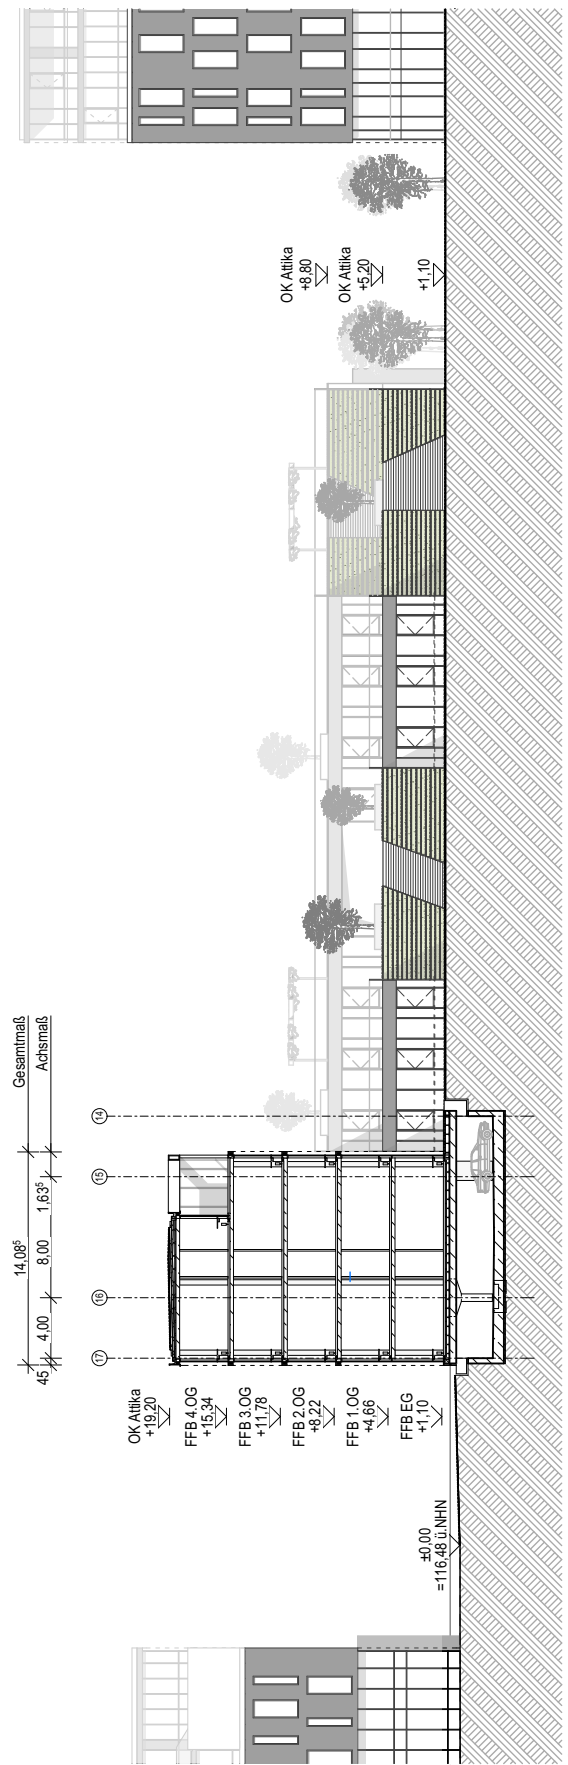 Gesamtmaß
Achsmaß
14,08⁵
45
4,00
8,00
1,63⁵
17
16
15
14
OK Attika
+19,20
FFB 4.OG
+15,34
FFB 3.OG
+11,78
FFB 2.OG
+8,22
FFB 1.OG
+4,66
FFB EG
+1,10
±0,00
=116,48 ü.NHN
OK Attika
+8,80
OK Attika
+5,20
+1,10